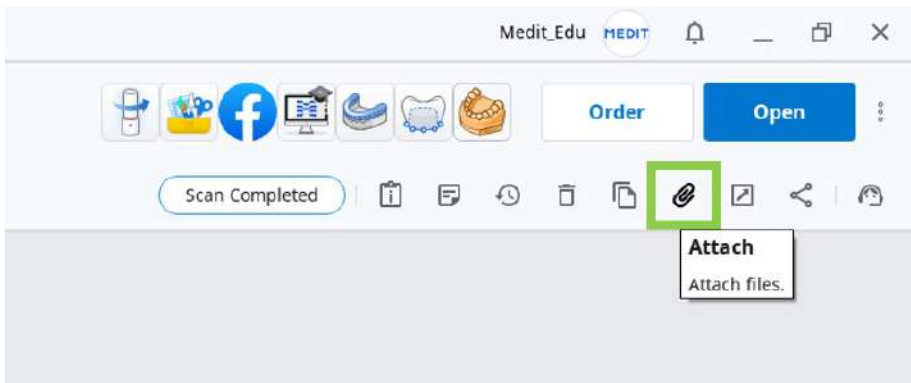 Medit_Edu MEDIT
Order Open
Scan Completed
Attach
Attach files.